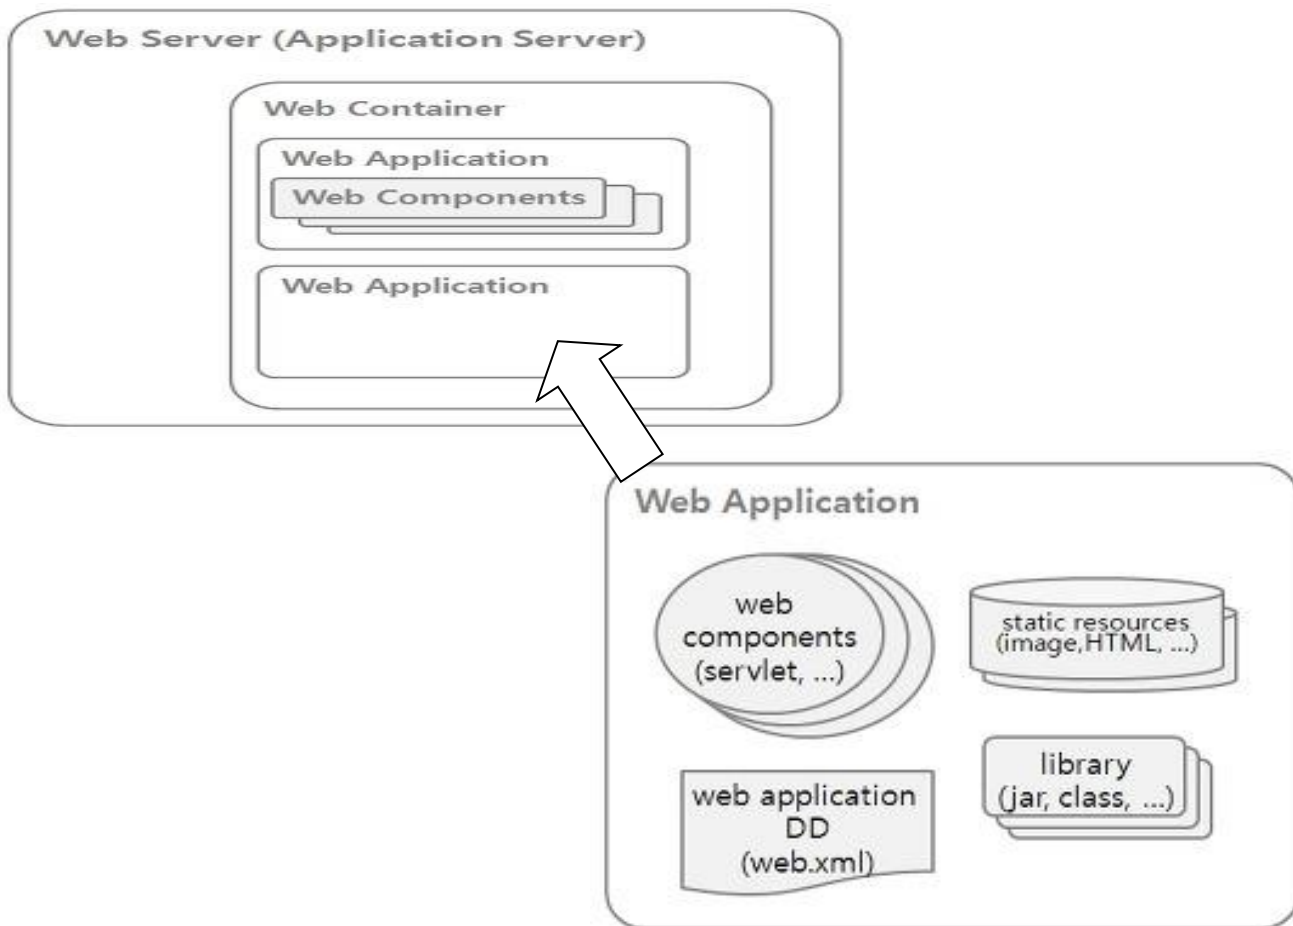 Web Server (Application Server)
Web Container
Web Application
Web Components
Web Application
Web Application
web
components
(servlet, ...)
static resources
(image,HTML, ...)
web application
DD
(web.xml)
library
(jar, class, ...)